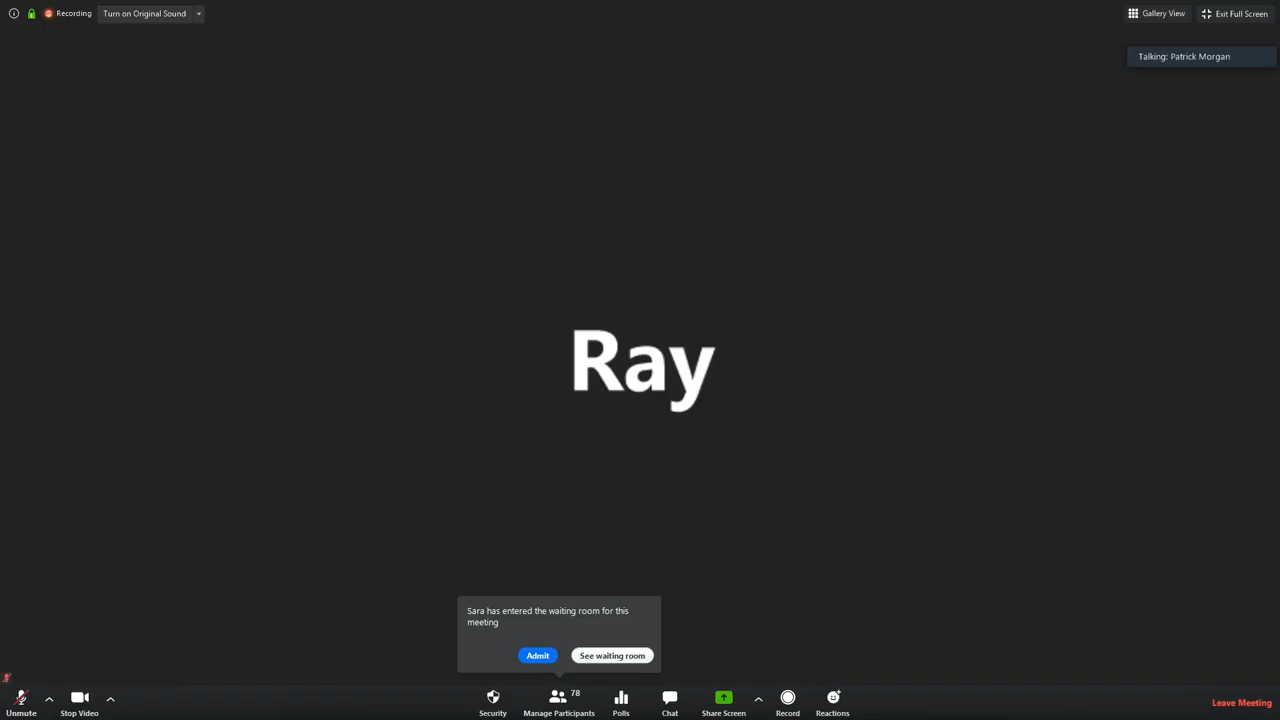 Recording
Turn on Original Sound
Gallery View
Exit Full Screen
Talking: Patrick Morgan
Ray
Sara has entered the waiting room for this
meeting
Admit
See waiting room
Unmute
Stop Video
Security
78
Manage Participants
Polls
Chat
Share Screen
Record
Reactions
Leave Meeting